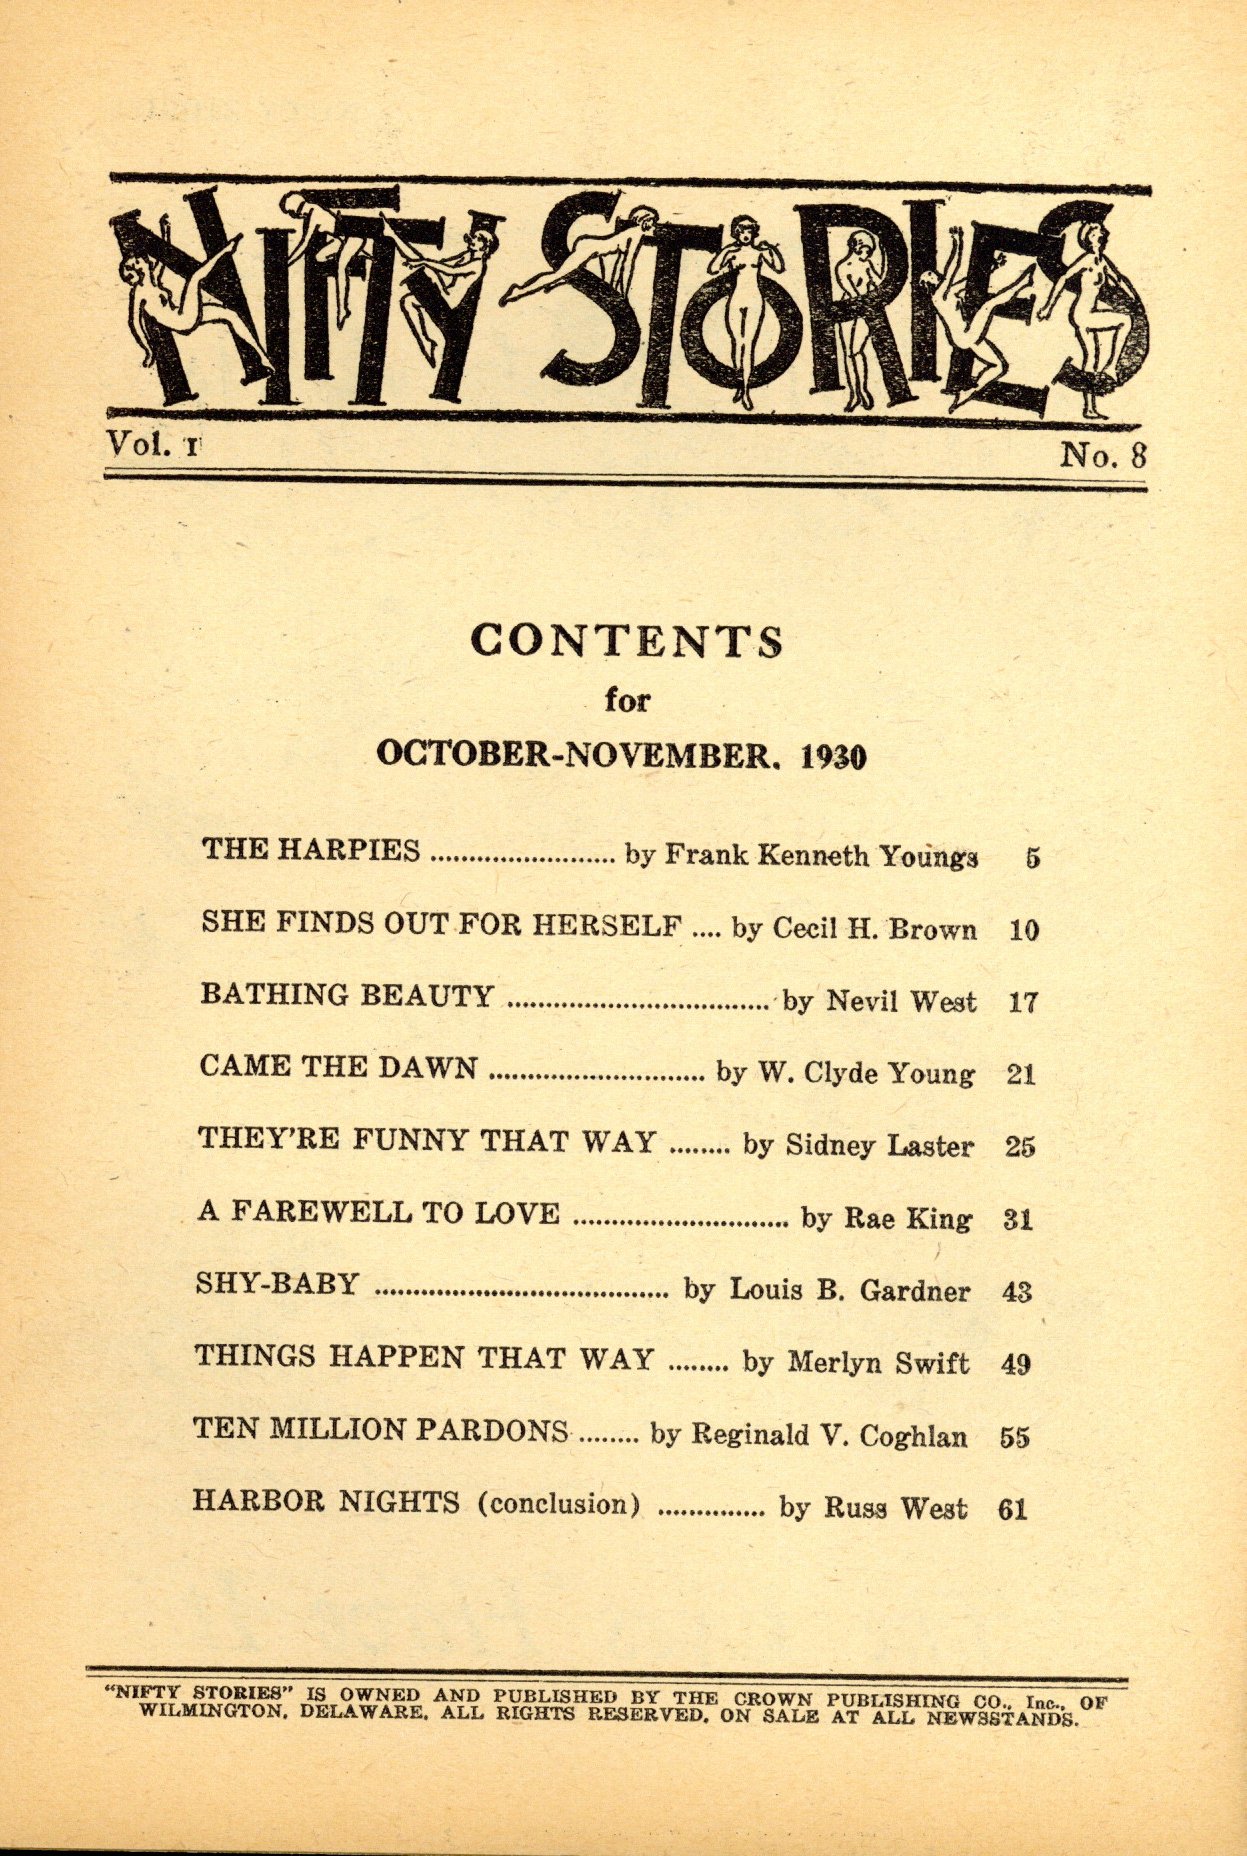 NIFTY STORIES
Vol. 1 No. 8
CONTENTS
for
OCTOBER-NOVEMBER. 1930
THE HARPIES ........................ by Frank Kenneth Youngs 5
SHE FINDS OUT FOR HERSELF .... by Cecil H. Brown 10
BATHING BEAUTY .................................. by Nevil West 17
CAME THE DAWN ............................ by W. Clyde Young 21
THEY'RE FUNNY THAT WAY ........ by Sidney Laster 25
A FAREWELL TO LOVE ............................ by Rae King 31
SHY-BABY ...................................... by Louis B. Gardner 43
THINGS HAPPEN THAT WAY ........ by Merlyn Swift 49
TEN MILLION PARDONS ........ by Reginald V. Coghlan 55
HARBOR NIGHTS (conclusion) .............. by Russ West 61
"NIFTY STORIES" IS OWNED AND PUBLISHED BY THE CROWN PUBLISHING CO., Inc., OF
WILMINGTON. DELAWARE. ALL RIGHTS RESERVED. ON SALE AT ALL NEWSSTANDS.